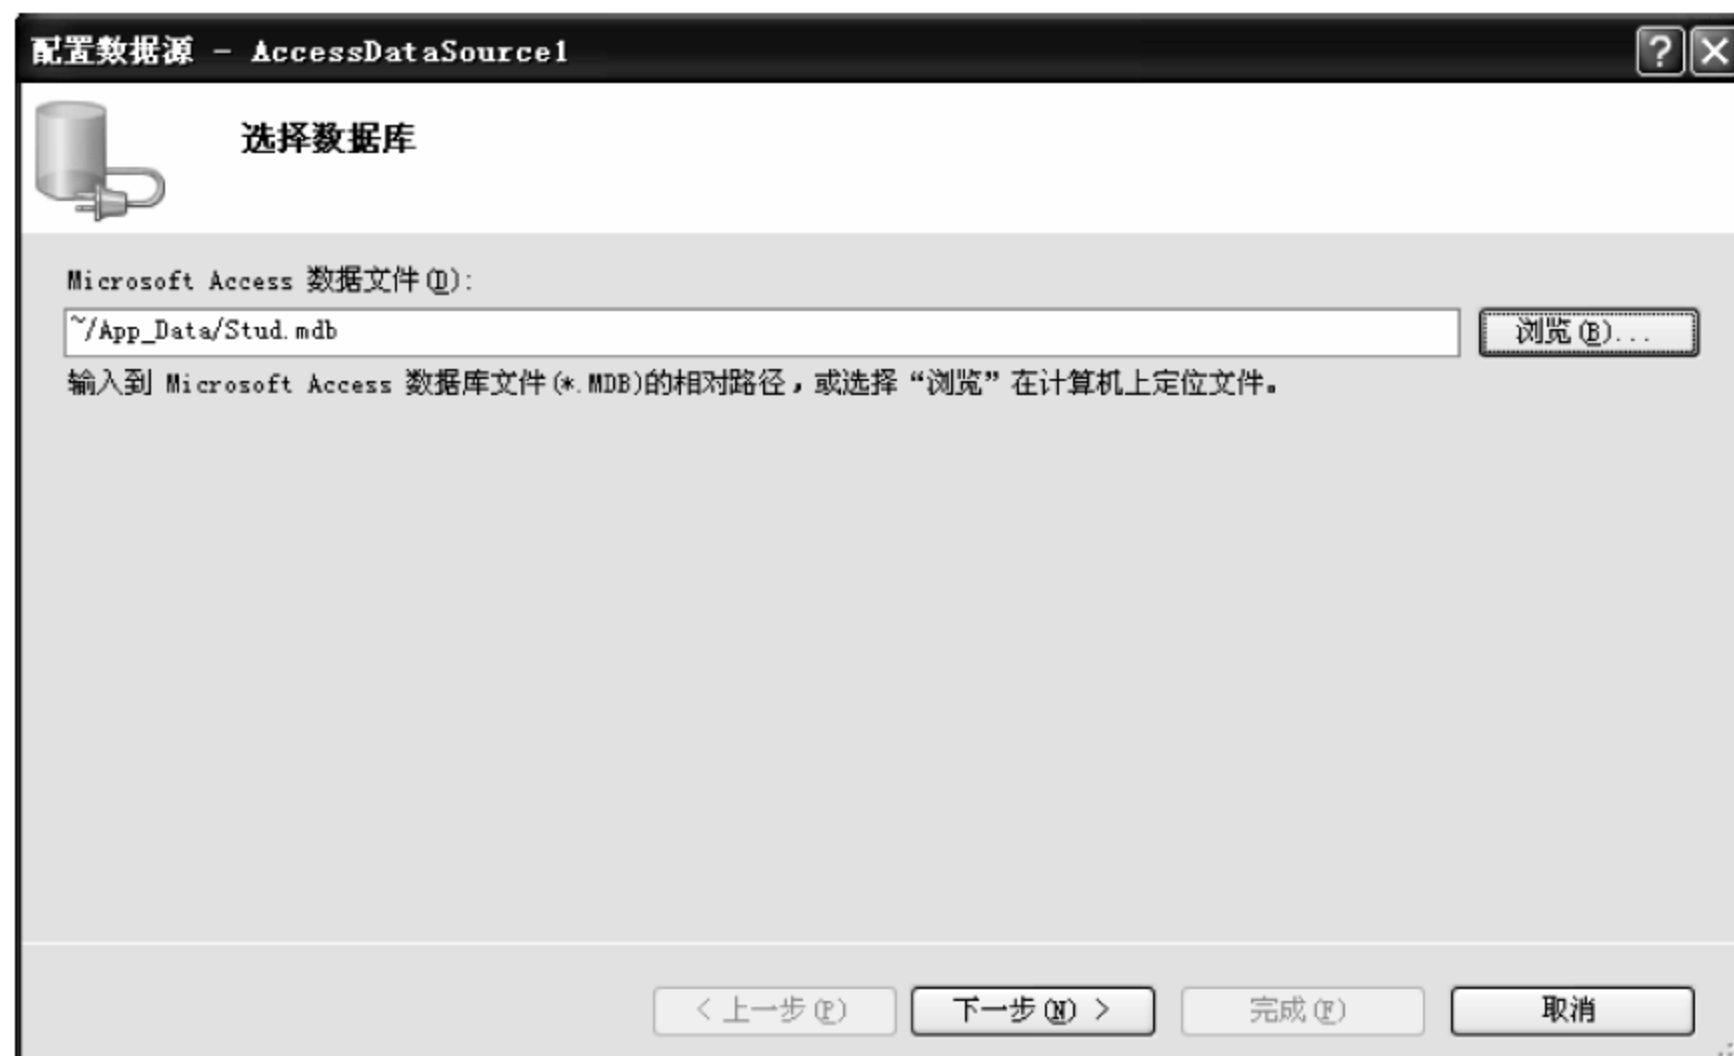 配置数据源 - AccessDataSource1
选择数据库
Microsoft Access 数据文件(D):
~/App_Data/Stud.mdb
浏览(B)...
输入到 Microsoft Access 数据库文件(*.MDB)的相对路径，或选择“浏览”在计算机上定位文件。
< 上一步(P)
下一步(N) >
完成(F)
取消